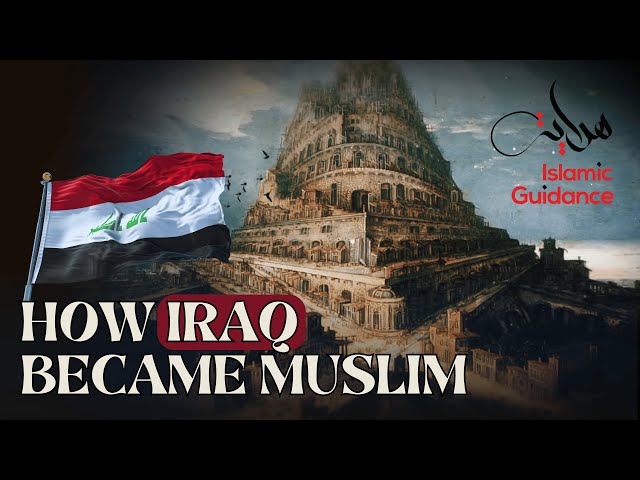 هداية
Islamic
Guidance
HOW IRAQ
BECAME MUSLIM